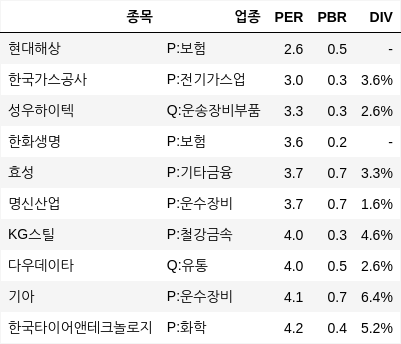 종목 업종 PER PBR DIV
현대해상 P:보험 2.6 0.5 -
한국가스공사 P:전기가스업 3.0 0.3 3.6%
성우하이텍 Q:운송장비부품 3.3 0.3 2.6%
한화생명 P:보험 3.6 0.2 -
효성 P:기타금융 3.7 0.7 3.3%
명신산업 P:운수장비 3.7 0.7 1.6%
KG스틸 P:철강금속 4.0 0.3 4.6%
다우데이타 Q:유통 4.0 0.5 2.6%
기아 P:운수장비 4.1 0.7 6.4%
한국타이어앤테크놀로지 P:화학 4.2 0.4 5.2%